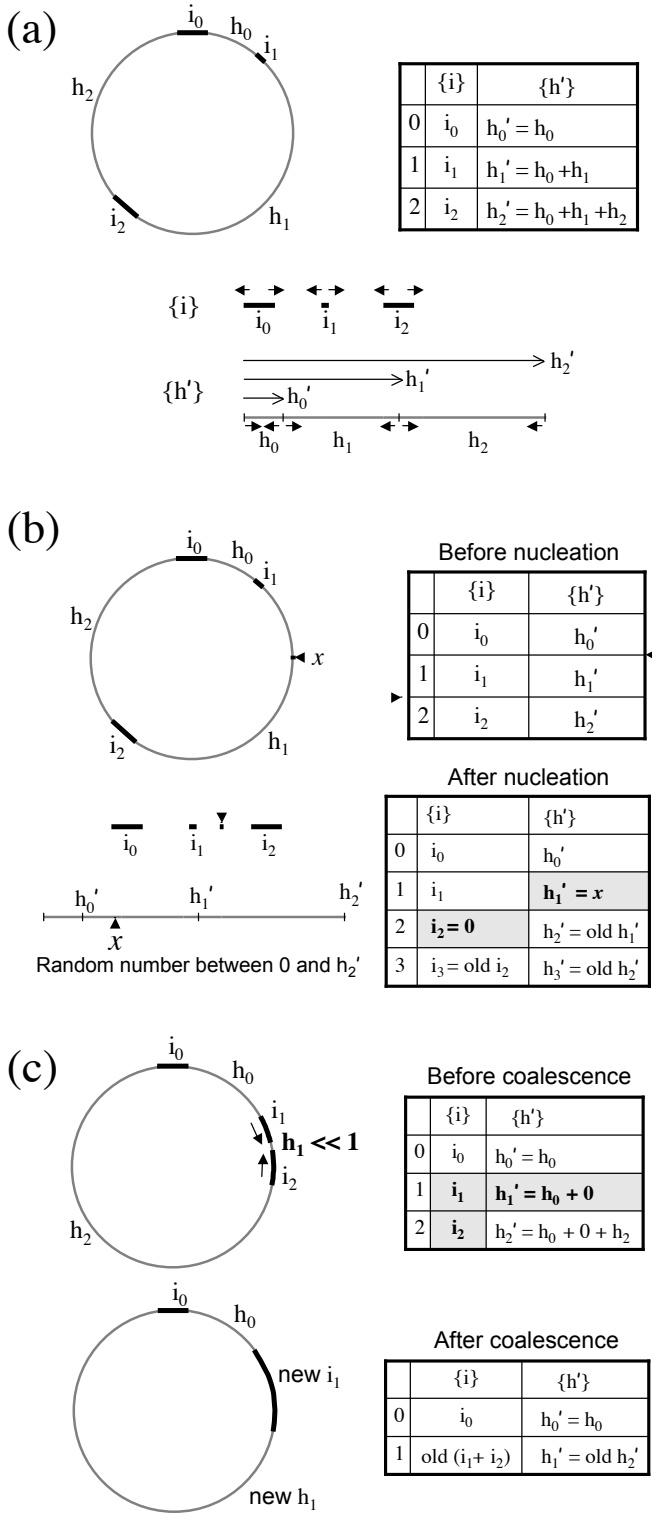 (a)
i₀
h₀
i₁
h₂
i₂
h₁
{i} {h'}
0 i₀ h₀' = h₀
1 i₁ h₁' = h₀ +h₁
2 i₂ h₂' = h₀ +h₁ +h₂
{i}
i₀ i₁ i₂
{h'}
h₂'
h₁'
h₀'
h₀ h₁ h₂
(b)
i₀
h₀
i₁
h₂
x
i₂
h₁
Before nucleation
{i} {h'}
0 i₀ h₀'
1 i₁ h₁'
2 i₂ h₂'
i₀ i₁ i₂
h₀' h₁' h₂'
x
Random number between 0 and h₂'
After nucleation
{i} {h'}
0 i₀ h₀'
1 i₁ h₁' = x
2 i₂ = 0 h₂' = old h₁'
3 i₃ = old i₂ h₃' = old h₂'
(c)
i₀
h₀
i₁
h₁ << 1
i₂
h₂
Before coalescence
{i} {h'}
0 i₀ h₀' = h₀
1 i₁ h₁' = h₀ + 0
2 i₂ h₂' = h₀ + 0 + h₂
i₀
h₀
new i₁
new h₁
After coalescence
{i} {h'}
0 i₀ h₀' = h₀
1 old (i₁+ i₂) h₁' = old h₂'